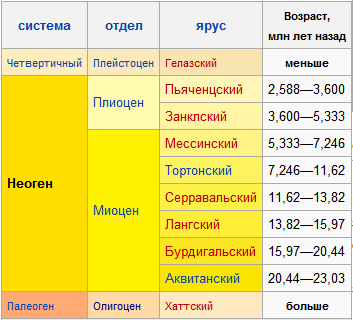 система отдел ярус Возраст,
млн лет назад
Четвертичный Плейстоцен Гелазский меньше
Неоген Плиоцен Пьяченцский 2,588—3,600
Занклский 3,600—5,333
Миоцен Мессинский 5,333—7,246
Тортонский 7,246—11,62
Серравальский 11,62—13,82
Лангский 13,82—15,97
Бурдигальский 15,97—20,44
Аквитанский 20,44—23,03
Палеоген Олигоцен Хаттский больше